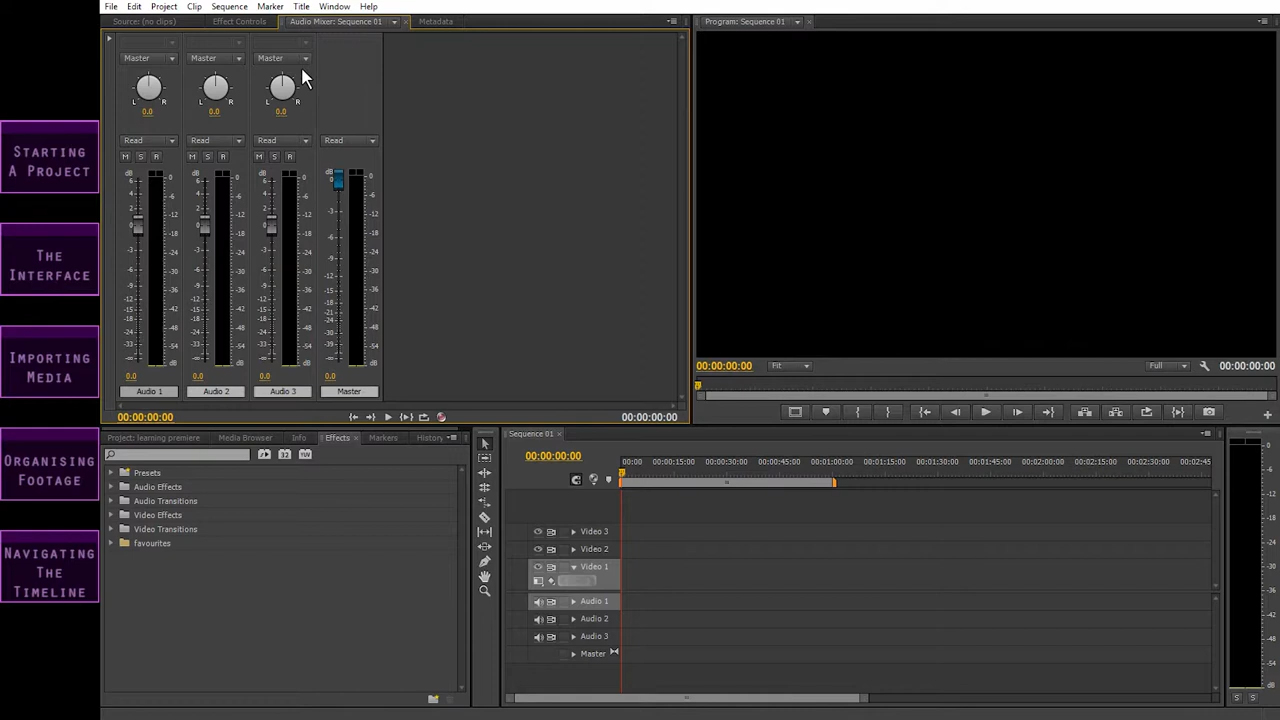 File Edit Project Clip Sequence Marker Title Window Help
Source: (no clips) Effect Controls Audio Mixer: Sequence 01 Metadata
Program: Sequence 01
Master Master Master
L R L R L R
0.0 0.0 0.0
Read Read Read Read
M S R M S R M S R
Audio 1 Audio 2 Audio 3 Master
0.0 0.0 0.0 0.0
00:00:00:00 00:00:00:00
00:00:00:00 Fit Full 00:00:00:00
STARTING
A PROJECT
THE
INTERFACE
IMPORTING
MEDIA
ORGANISING
FOOTAGE
NAVIGATING
THE
TIMELINE
Project: learning premiere Media Browser Info Effects Markers History
Presets
Audio Effects
Audio Transitions
Video Effects
Video Transitions
favourites
Sequence 01
00:00:00:00
00:00 00:00:15:00 00:00:30:00 00:00:45:00 00:01:00:00 00:01:15:00 00:01:30:00 00:01:45:00 00:02:00:00 00:02:15:00 00:02:30:00 00:02:45
Video 3
Video 2
Video 1
Audio 1
Audio 2
Audio 3
Master
S S